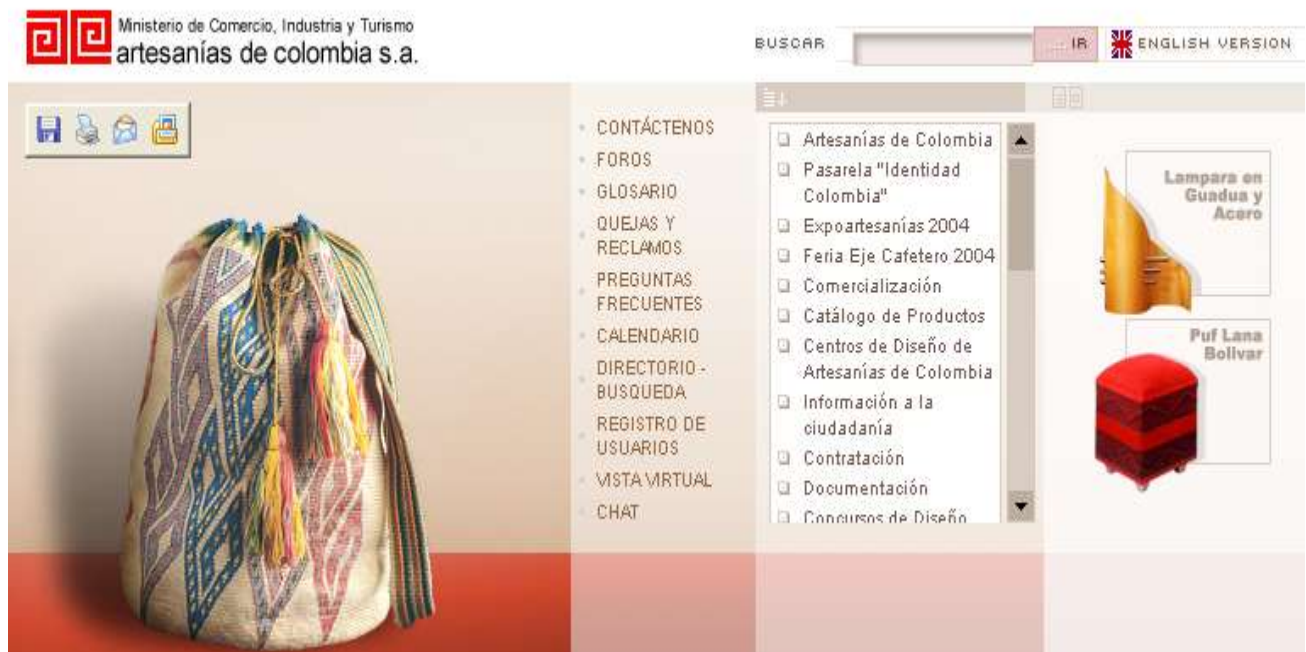 Ministerio de Comercio, Industria y Turismo
artesanías de colombia s.a.
BUSCAR
IR
ENGLISH VERSION
CONTÁCTENOS
FOROS
GLOSARIO
QUEJAS Y
RECLAMOS
PREGUNTAS
FRECUENTES
CALENDARIO
DIRECTORIO -
BUSQUEDA
REGISTRO DE
USUARIOS
VISTA VIRTUAL
CHAT
Artesanías de Colombia
Pasarela "Identidad
Colombia"
Expoartesanías 2004
Feria Eje Cafetero 2004
Comercialización
Catálogo de Productos
Centros de Diseño de
Artesanías de Colombia
Información a la
ciudadanía
Contratación
Documentación
Concursos de Diseño
Lampara en
Guadua y
Acero
Puf Lana
Bolivar